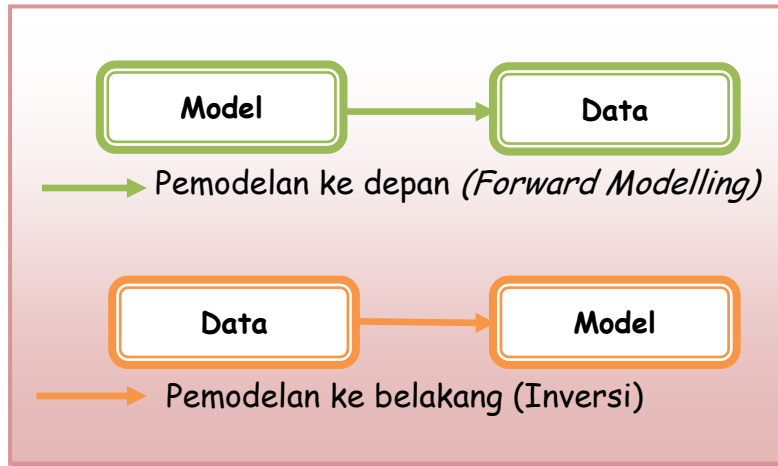 Model
Data
Pemodelan ke depan (Forward Modelling)
Data
Model
Pemodelan ke belakang (Inversi)